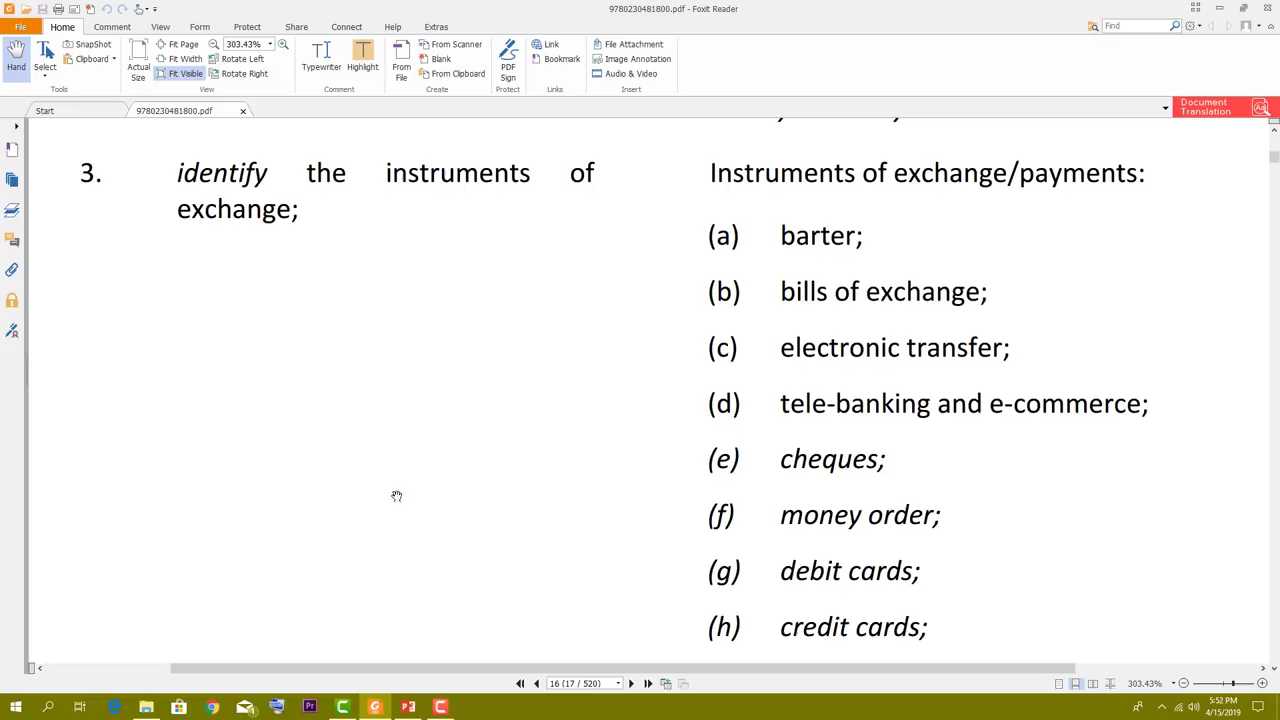 9780230481800.pdf - Foxit Reader
File Home Comment View Form Protect Share Connect Help Extras
Find
Hand
Select
SnapShot
Clipboard
Tools
Actual Size
Fit Page
Fit Width
Fit Visible
303.43%
Rotate Left
Rotate Right
View
Typewriter
Highlight
Comment
From File
From Scanner
Blank
From Clipboard
Create
PDF Sign
Protect
Link
Bookmark
Links
File Attachment
Image Annotation
Audio & Video
Insert
Start
9780230481800.pdf
Document Translation
3. identify the instruments of
exchange;
Instruments of exchange/payments:
(a) barter;
(b) bills of exchange;
(c) electronic transfer;
(d) tele-banking and e-commerce;
(e) cheques;
(f) money order;
(g) debit cards;
(h) credit cards;
16 (17 / 520)
303.43%
5:52 PM
4/15/2019